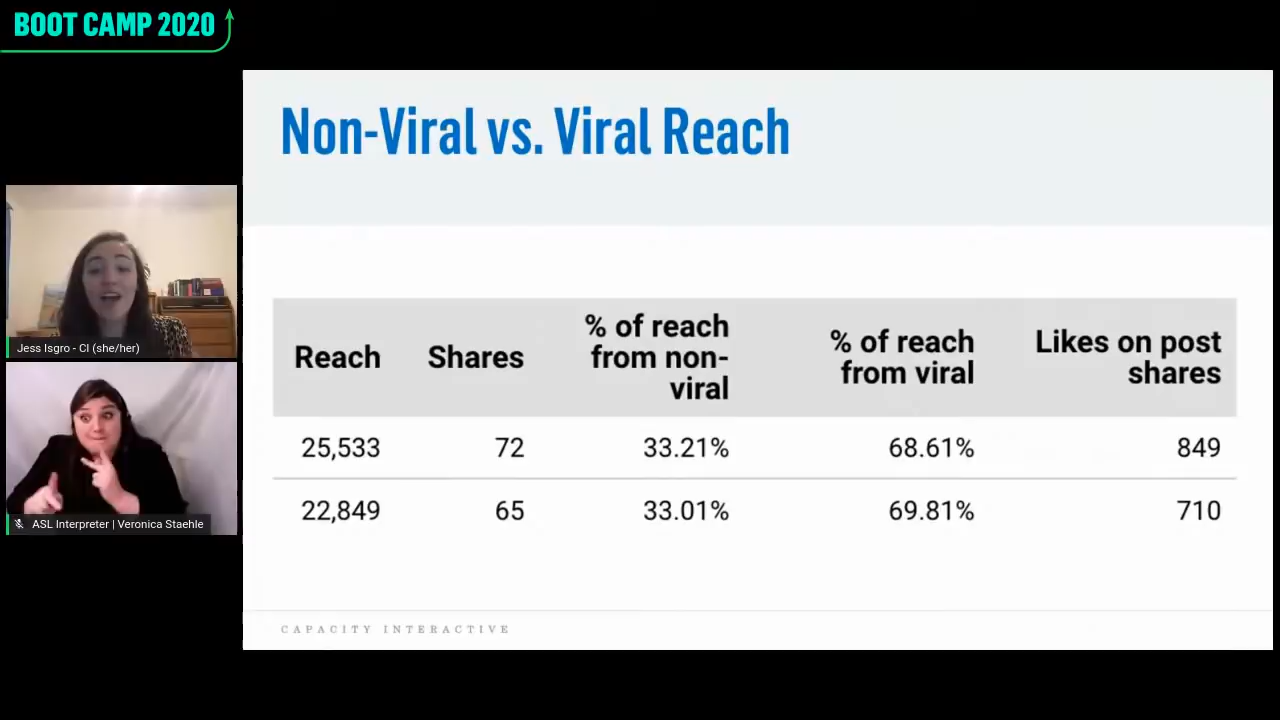 BOOT CAMP 2020
Non-Viral vs. Viral Reach
Jess Isgro - CI (she/her)
ASL Interpreter | Veronica Staehle
Reach Shares % of reach from non-viral % of reach from viral Likes on post shares
25,533 72 33.21% 68.61% 849
22,849 65 33.01% 69.81% 710
CAPACITY INTERACTIVE